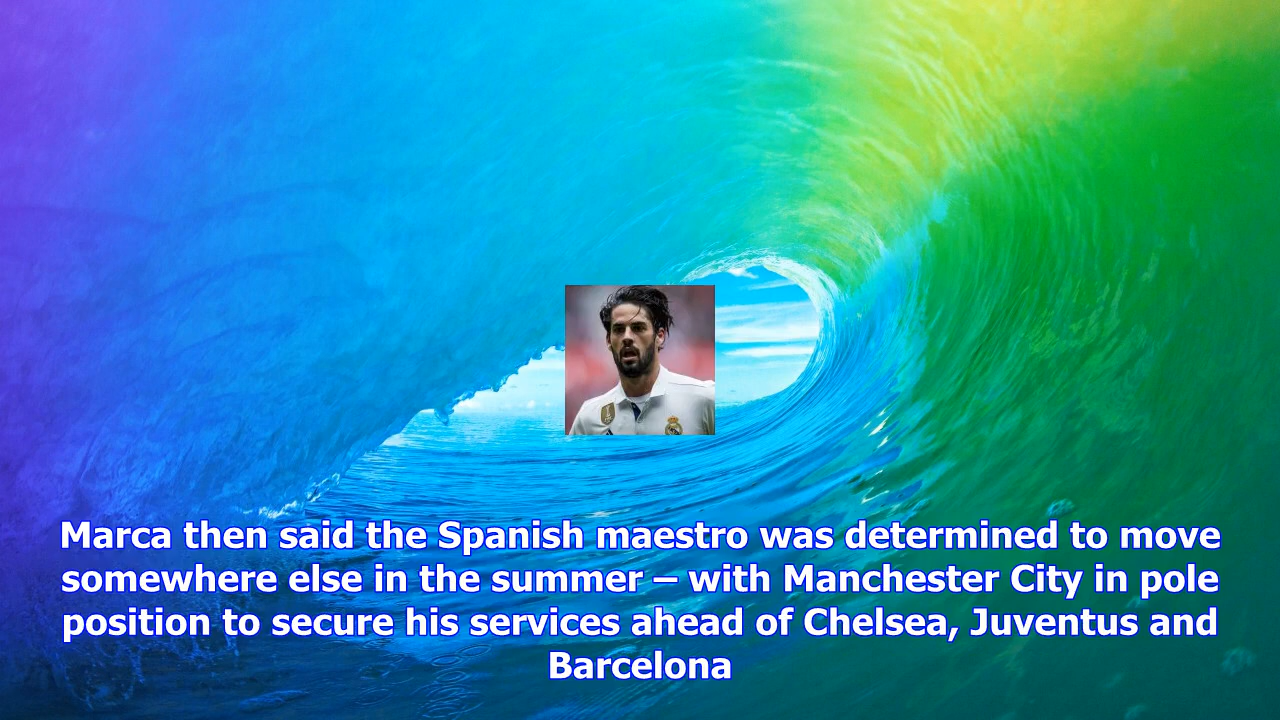 Marca then said the Spanish maestro was determined to move
somewhere else in the summer – with Manchester City in pole
position to secure his services ahead of Chelsea, Juventus and
Barcelona